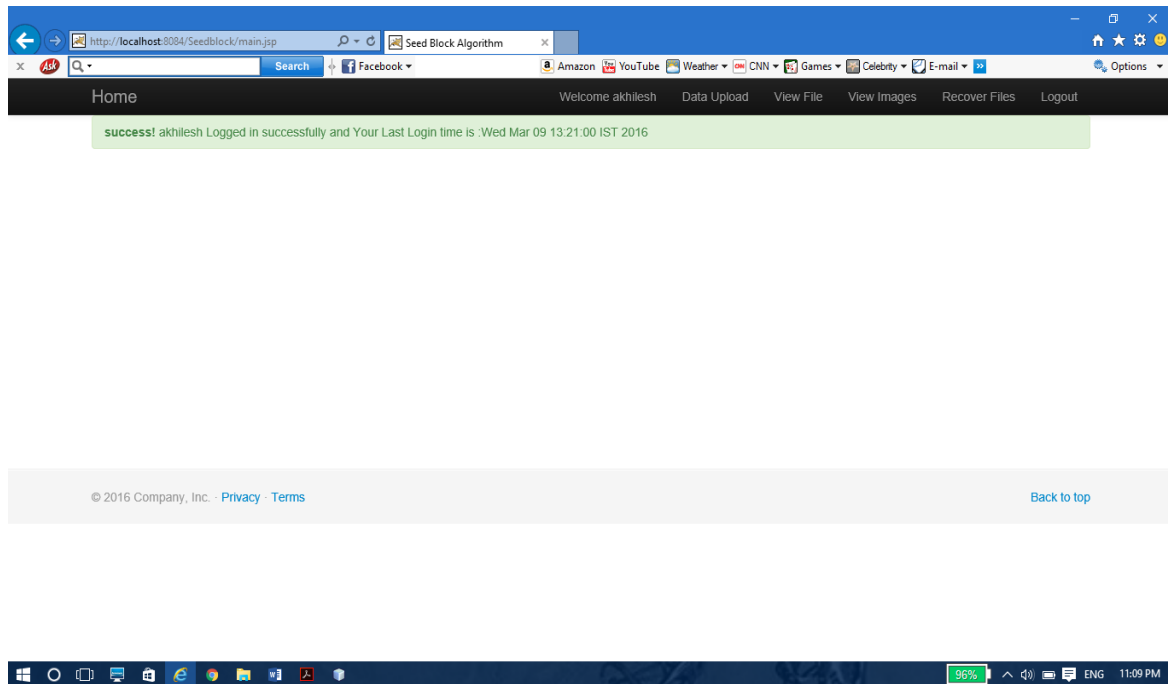 http://localhost:8084/Seedblock/main.jsp Seed Block Algorithm
Ask Search Facebook Amazon YouTube Weather CNN Games Celebrity E-mail Options
Home Welcome akhilesh Data Upload View File View Images Recover Files Logout
success! akhilesh Logged in successfully and Your Last Login time is :Wed Mar 09 13:21:00 IST 2016
© 2016 Company, Inc. · Privacy · Terms Back to top
96% ENG 11:09 PM